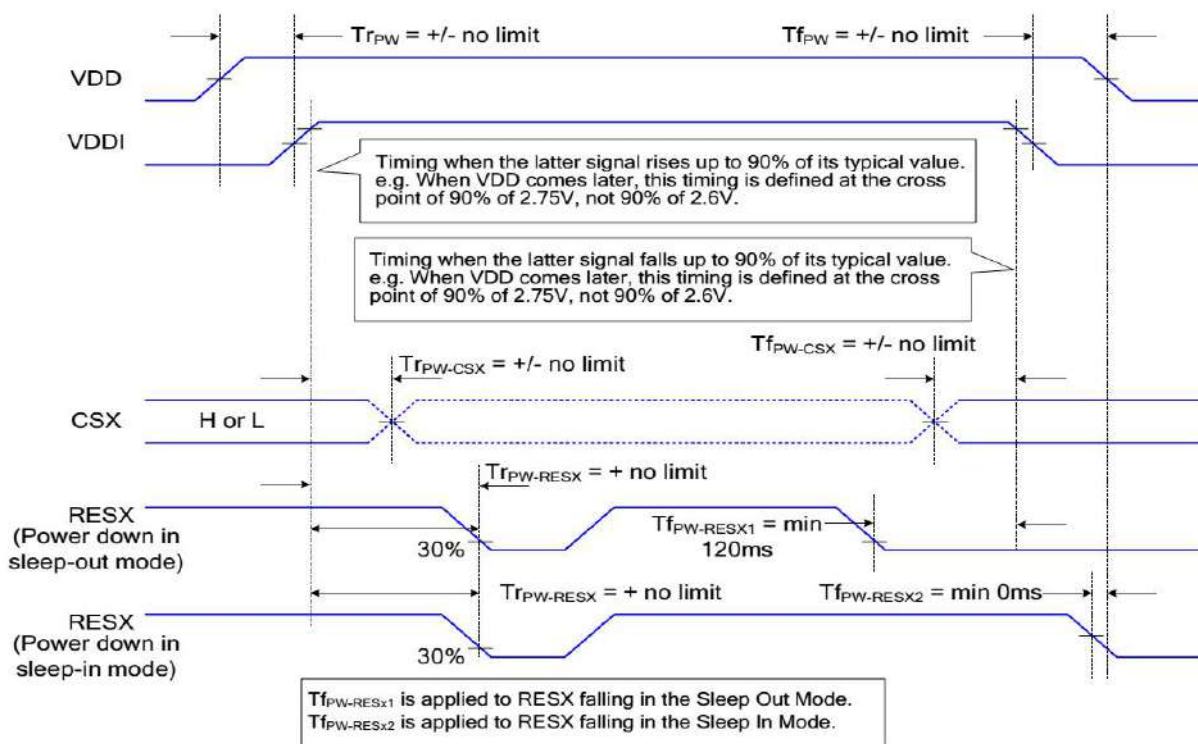 TrPW = +/- no limit
TfPW = +/- no limit
VDD
VDDI
Timing when the latter signal rises up to 90% of its typical value.
e.g. When VDD comes later, this timing is defined at the cross
point of 90% of 2.75V, not 90% of 2.6V.
Timing when the latter signal falls up to 90% of its typical value.
e.g. When VDD comes later, this timing is defined at the cross
point of 90% of 2.75V, not 90% of 2.6V.
TrPW-CSX = +/- no limit
TfPW-CSX = +/- no limit
CSX
H or L
TrPW-RESX = + no limit
RESX
(Power down in
sleep-out mode)
30%
TfPW-RESX1 = min
120ms
TrPW-RESX = + no limit
TfPW-RESX2 = min 0ms
RESX
(Power down in
sleep-in mode)
30%
TfPW-RESx1 is applied to RESX falling in the Sleep Out Mode.
TfPW-RESx2 is applied to RESX falling in the Sleep In Mode.